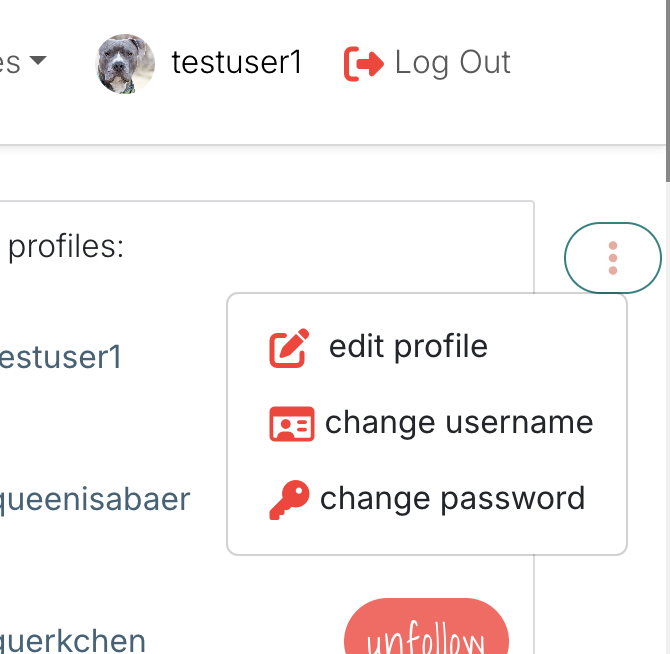 es testuser1 Log Out
profiles:
edit profile
estuser1
change username
queenisabaer
change password
querkchen
unfollow